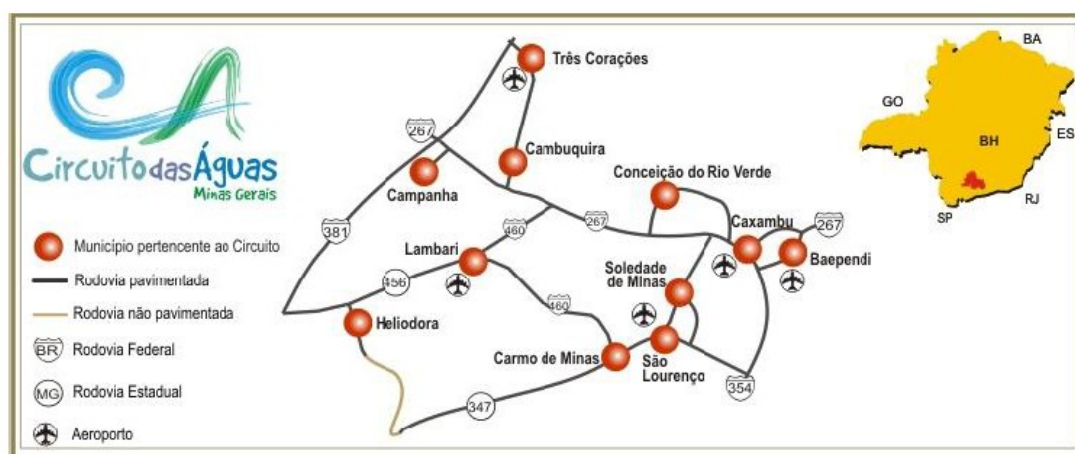 Circuito das Águas
Minas Gerais
Município pertencente ao Circuito
Rodovia pavimentada
Rodovia não pavimentada
BR Rodovia Federal
MG Rodovia Estadual
Aeroporto
Três Corações
267
Cambuquira
Campanha
Conceição do Rio Verde
381
Lambari
460
267
Caxambu
267
Baependi
456
Soledade
de Minas
460
Heliodora
Carmo de Minas
São
Lourenço
354
347
BA
GO
ES
BH
RJ
SP